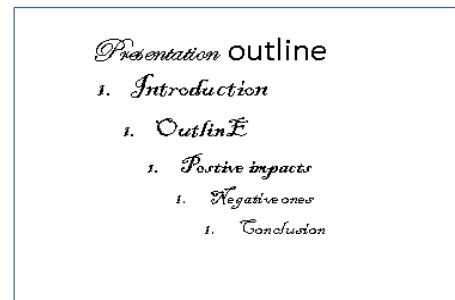 Presentation outline
1. Introduction
1. OutlinE
1. Postive impacts
1. Negative ones
1. Conclusion